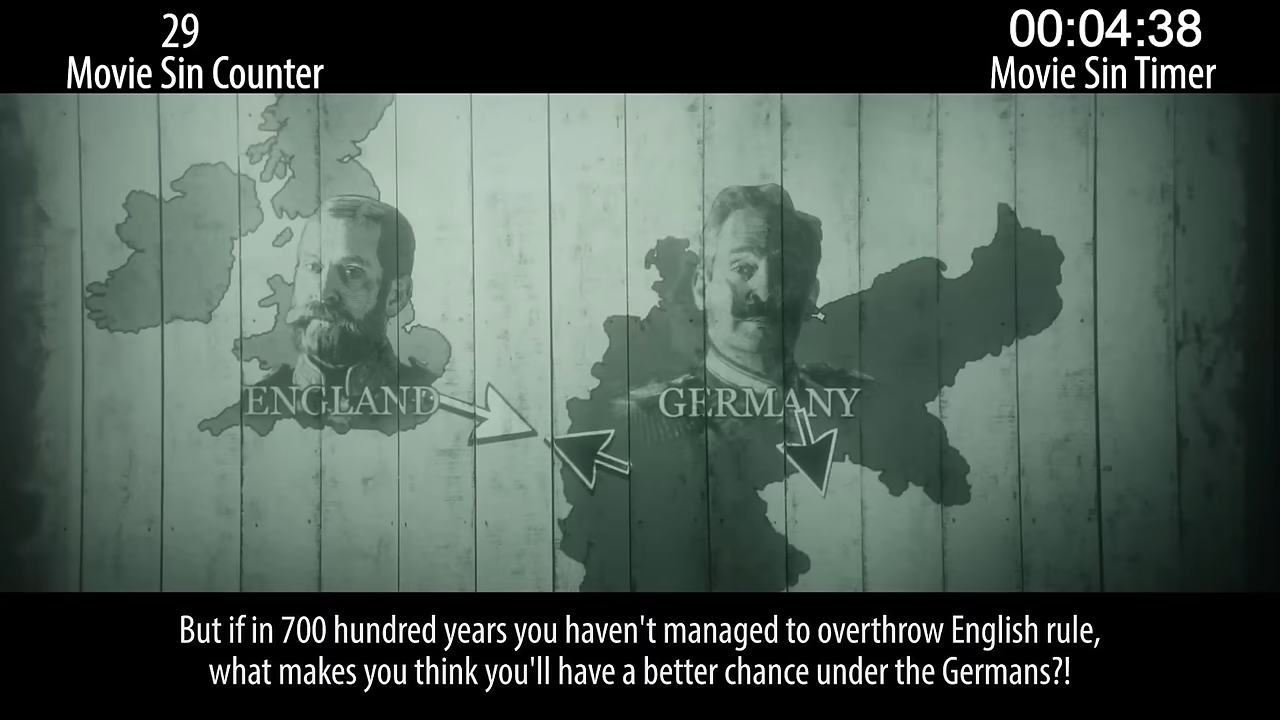 29
Movie Sin Counter
00:04:38
Movie Sin Timer
ENGLAND
GERMANY
But if in 700 hundred years you haven't managed to overthrow English rule,
what makes you think you'll have a better chance under the Germans?!